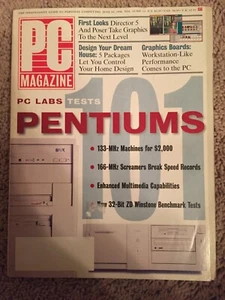 PC
MAGAZINE
First Looks Director 5
And Poser Take Graphics
To the Next Level
Design Your Dream
House: 5 Packages
Let You Control
Your Home Design
Graphics Boards:
Workstation-Like
Performance
Comes to the PC
PC LABS TESTS
101
PENTIUMS
• 133-MHz Machines for $2,000
• 166-MHz Screamers Break Speed Records
• Enhanced Multimedia Capabilities
32-Bit ZD Winstone Benchmark Tests